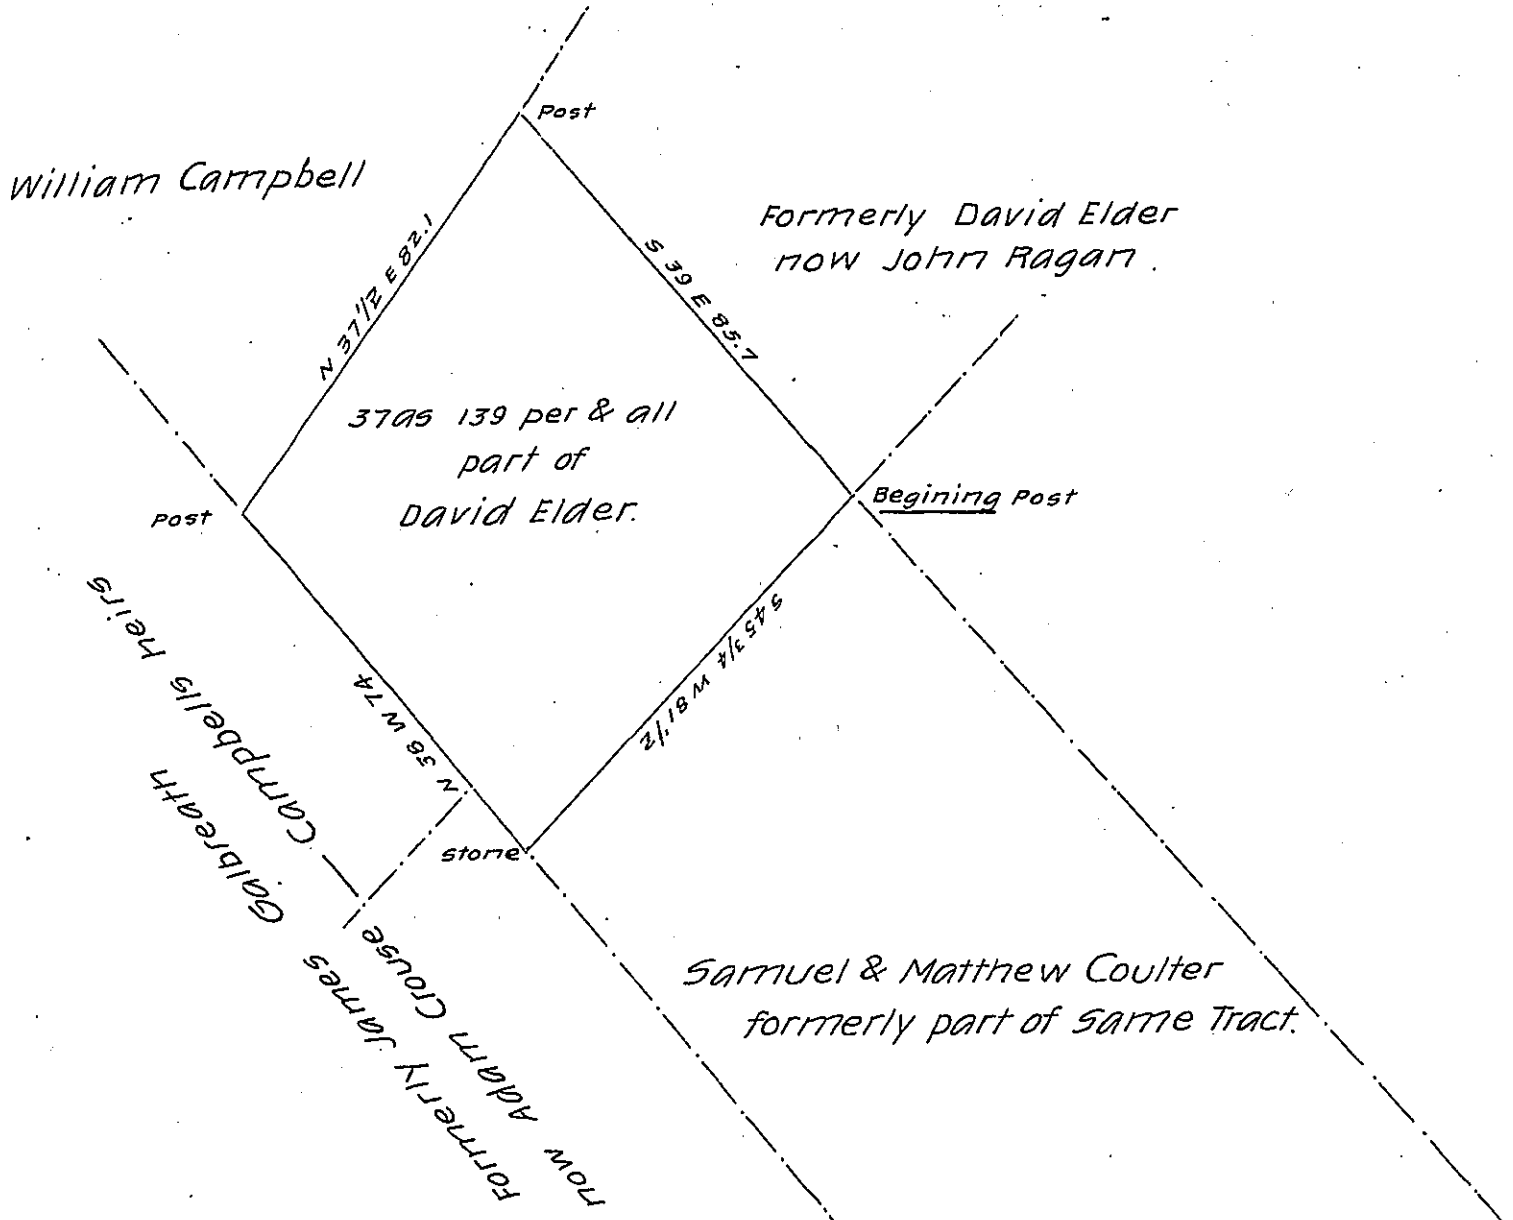 Post
William Campbell
Formerly David Elder
now John Ragan.
N 37 1/2 E 82.1
S 39 E 85.7
37as 139 per & all
part of
David Elder.
Begining Post
Post
S 45 3/4 W 81 1/2
N 38 W 74
Stone
Campbells heirs
Formerly James Galbreath
now Adam Crouse
Samuel & Matthew Coulter
formerly part of same Tract.